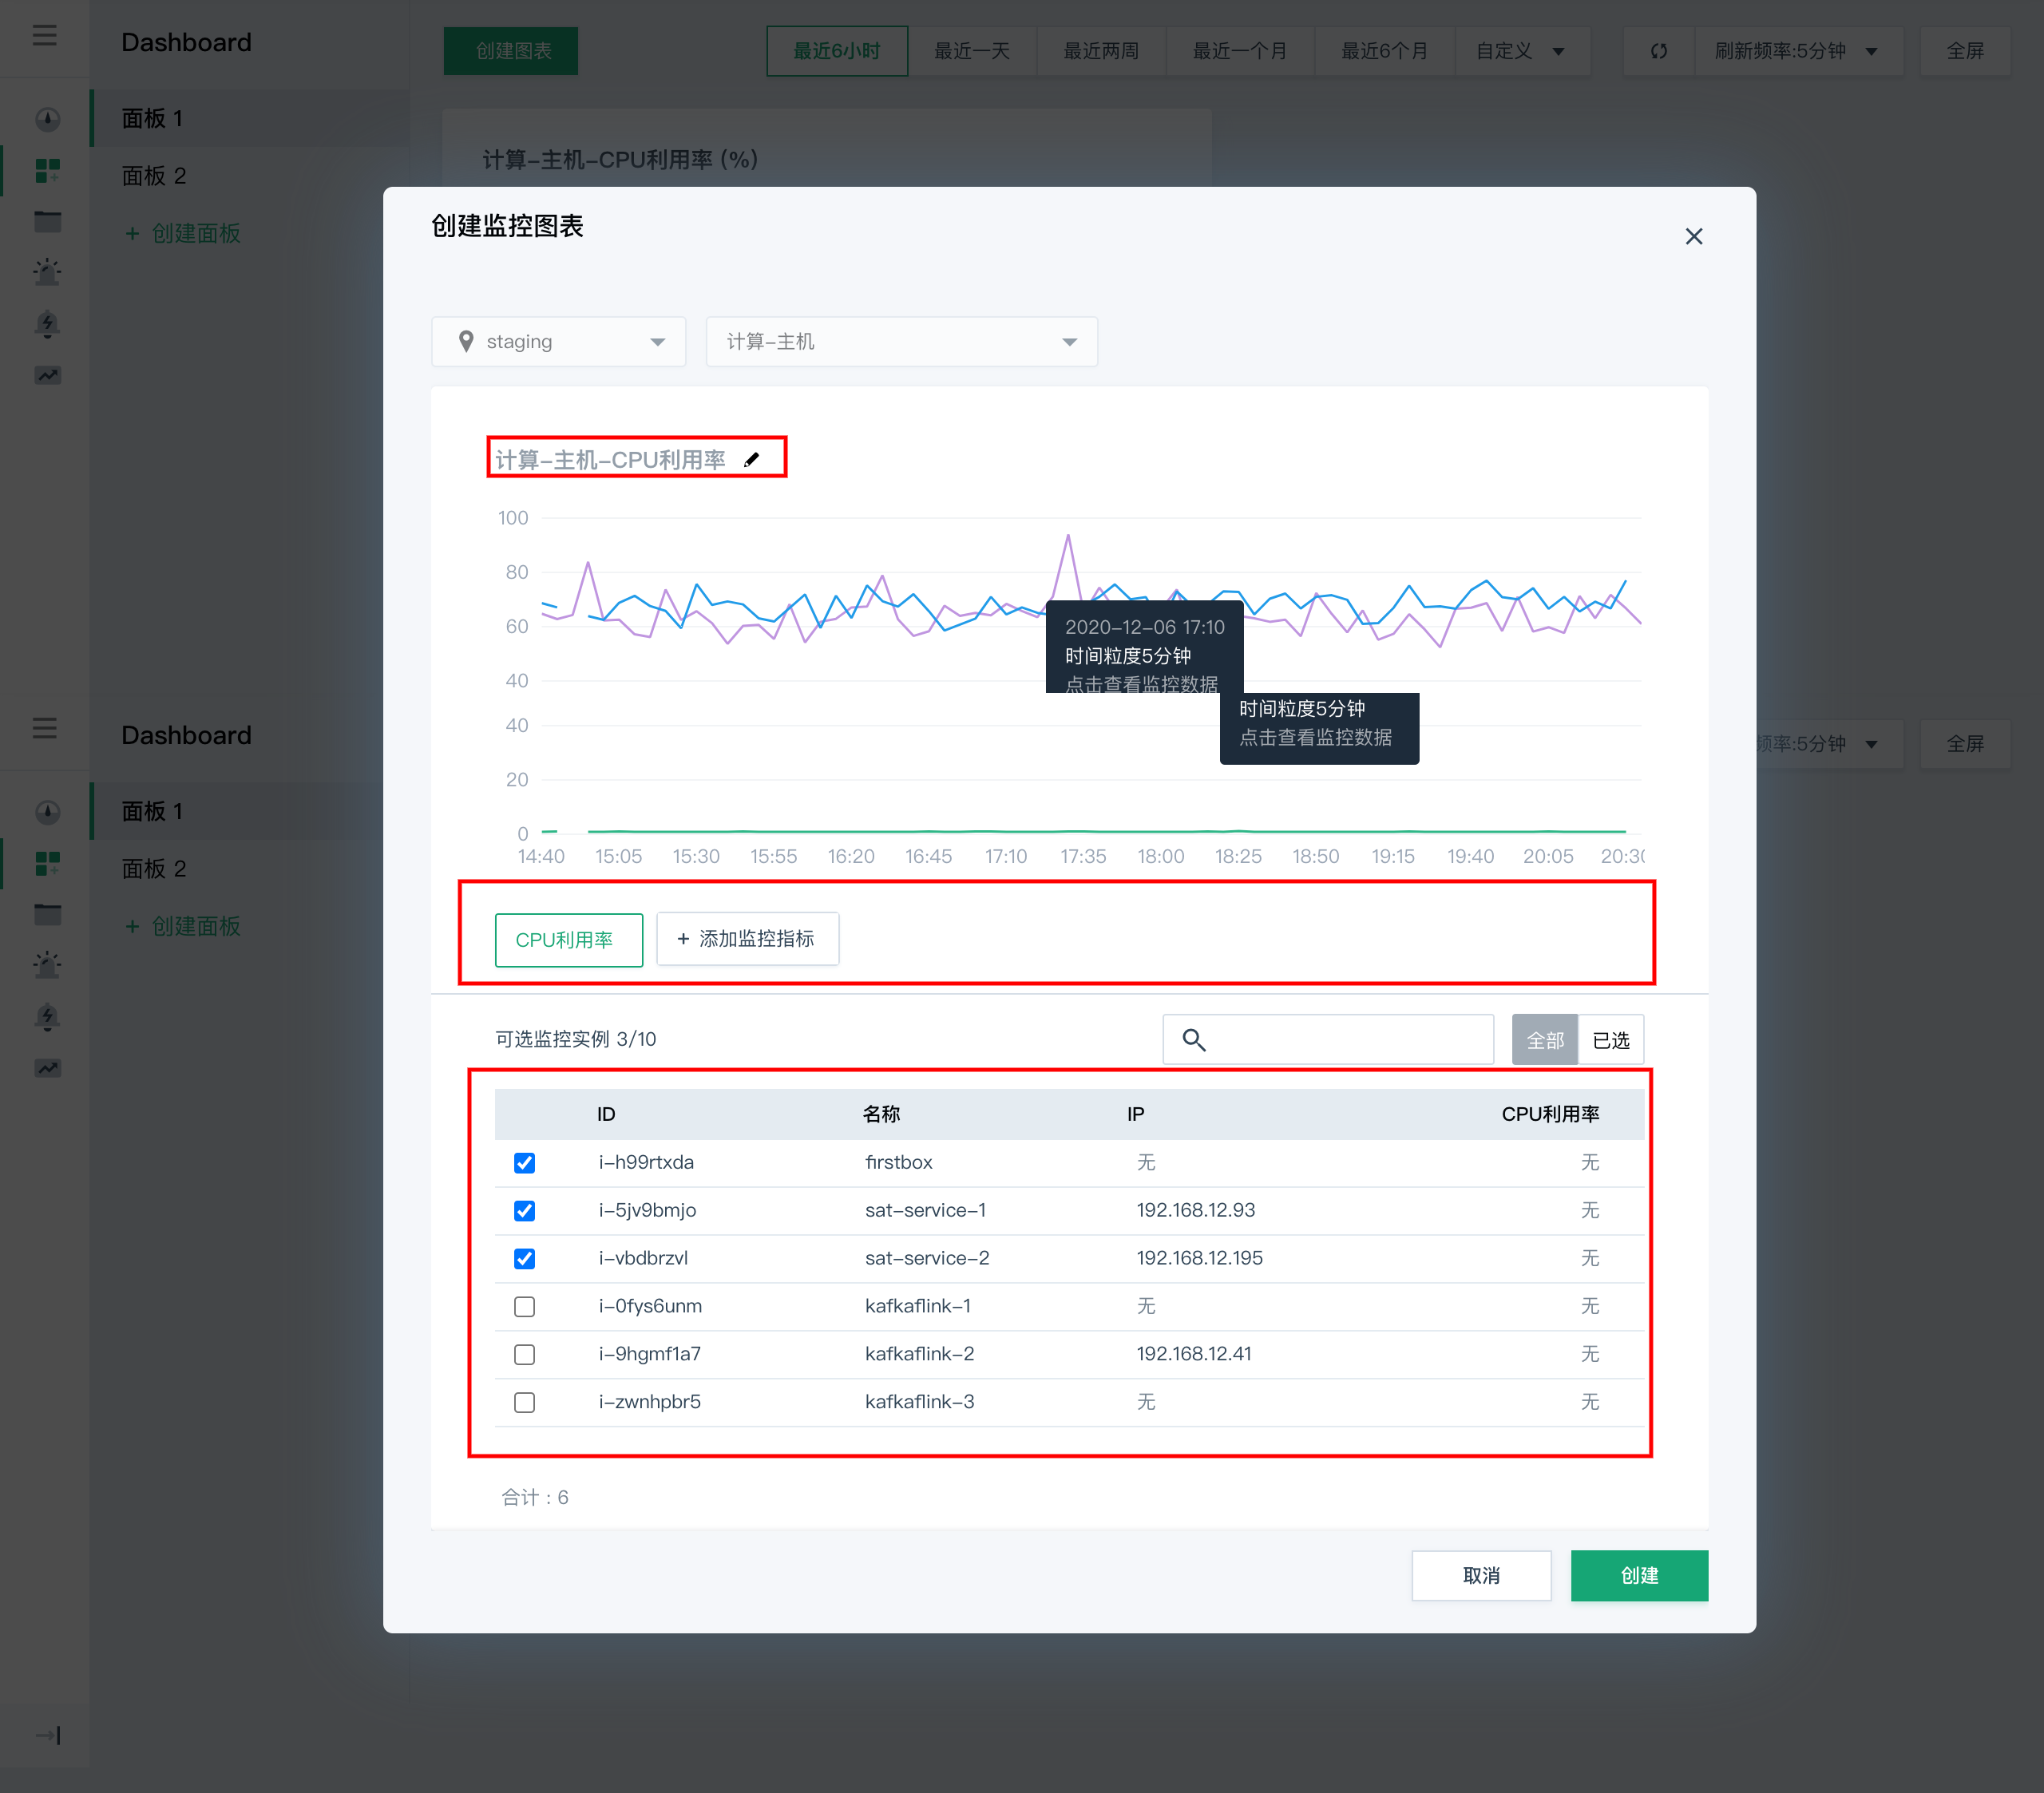 Dashboard
创建图表
最近6小时
最近一天
最近两周
最近一个月
最近6个月
自定义
刷新频率:5分钟
全屏
面板 1
面板 2
+ 创建面板
计算-主机-CPU利用率 (%)
创建监控图表
staging
计算-主机
计算-主机-CPU利用率
100
80
60
40
40
20
0
2020-12-06 17:10
时间粒度5分钟
点击查看监控数据
时间粒度5分钟
点击查看监控数据
14:40 15:05 15:30 15:55 16:20 16:45 17:10 17:35 18:00 18:25 18:50 19:15 19:40 20:05 20:30
Dashboard
频率:5分钟
全屏
面板 1
面板 2
+ 创建面板
CPU利用率
+ 添加监控指标
可选监控实例 3/10
全部
已选
ID 名称 IP CPU利用率
i-h99rtxda firstbox 无 无
i-5jv9bmjo sat-service-1 192.168.12.93 无
i-vbdbrzvl sat-service-2 192.168.12.195 无
i-0fys6unm kafkaflink-1 无 无
i-9hgmf1a7 kafkaflink-2 192.168.12.41 无
i-zwnhpbr5 kafkaflink-3 无 无
合计：6
取消
创建